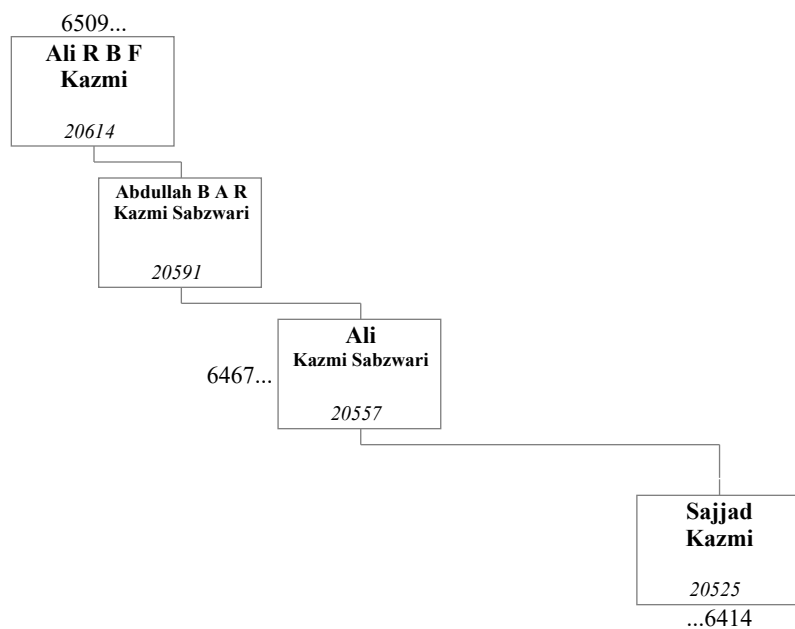 6509...
Ali R B F
Kazmi
20614
Abdullah B A R
Kazmi Sabzwari
20591
Ali
Kazmi Sabzwari
6467...
20557
Sajjad
Kazmi
20525
...6414